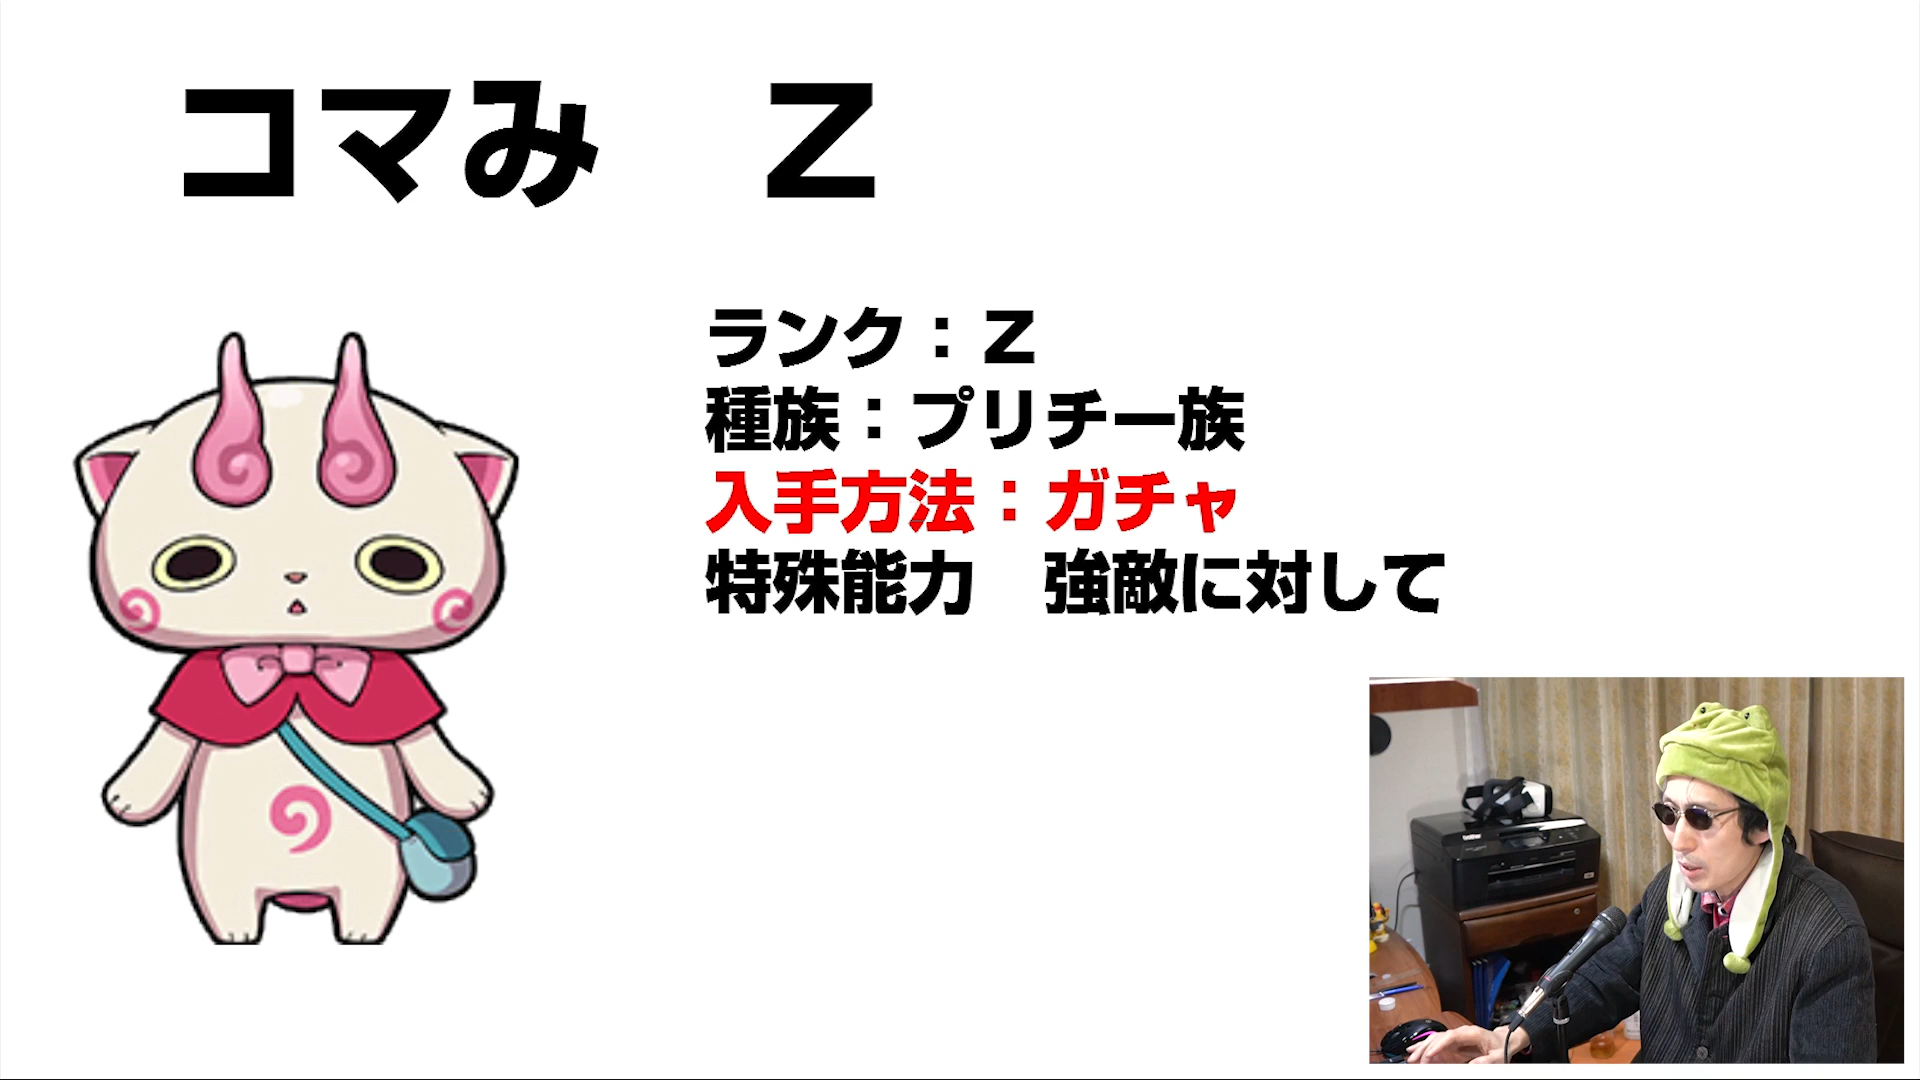 コマみ　Z
ランク：Z
種族：プリチー族
入手方法：ガチャ
特殊能力　強敵に対して